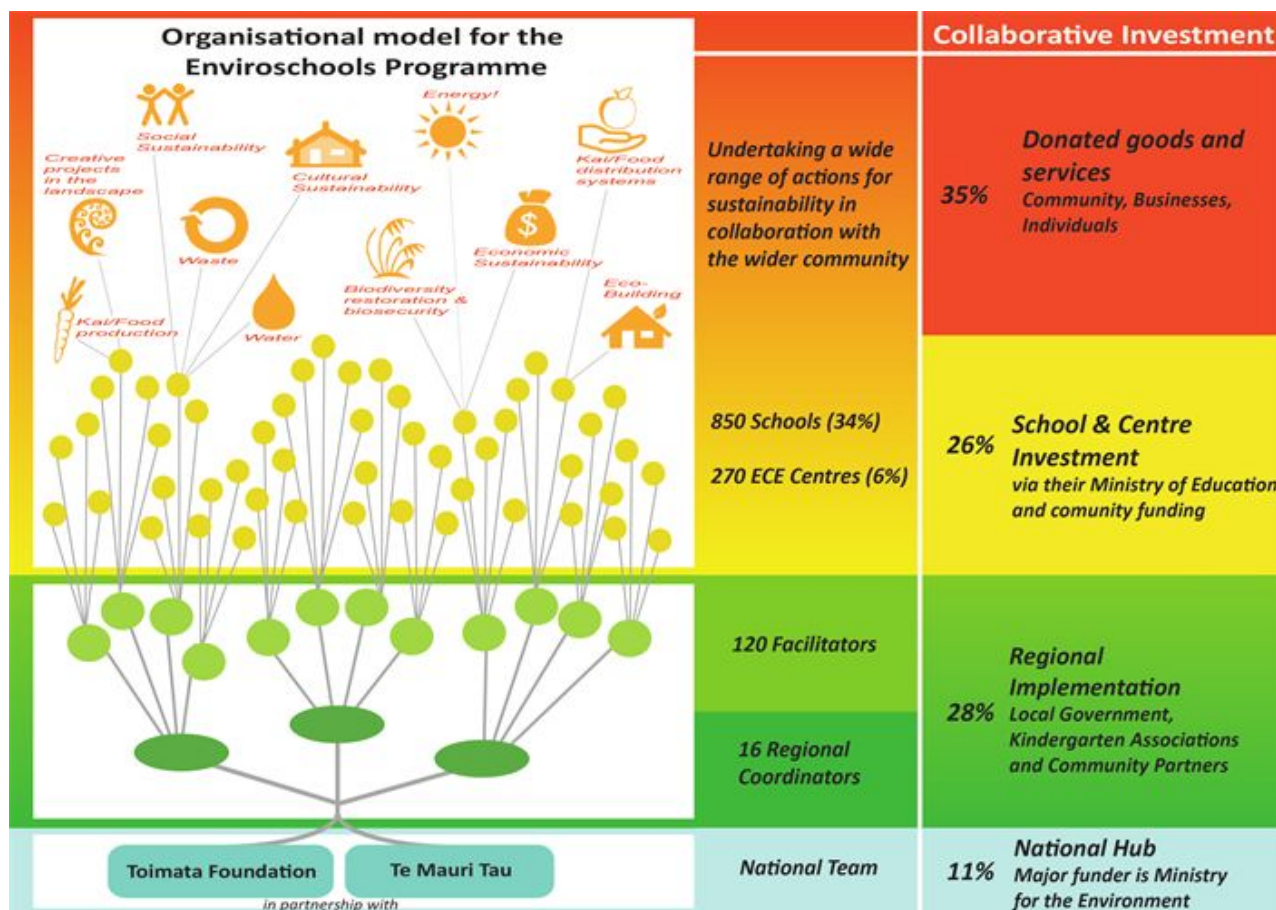 Organisational model for the
Enviroschools Programme
Collaborative Investment
Social
Sustainability
Energy!
Creative
projects
in the
landscape
Cultural
Sustainability
Kai/Food
distribution
systems
Waste
Economic
Sustainability
Kai/Food
production
Water
Biodiversity
restoration &
biosecurity
Eco-
Building
Undertaking a wide
range of actions for
sustainability in
collaboration with
the wider community
35%
Donated goods and
services
Community, Businesses,
Individuals
850 Schools (34%)
270 ECE Centres (6%)
26%
School & Centre
Investment
via their Ministry of Education
and comunity funding
120 Facilitators
16 Regional
Coordinators
28%
Regional
Implementation
Local Government,
Kindergarten Associations
and Community Partners
Toimata Foundation
Te Mauri Tau
in partnership with
National Team
11%
National Hub
Major funder is Ministry
for the Environment